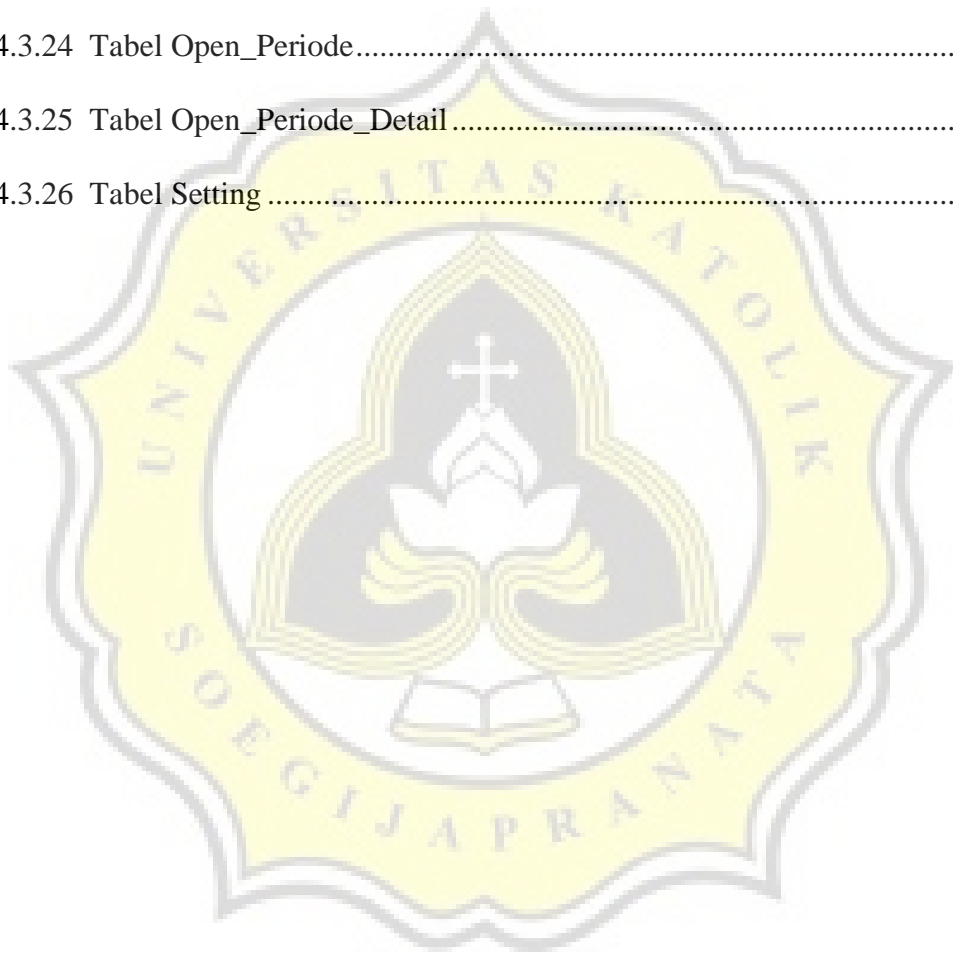 4.3.24 Tabel Open_Periode....................................................................................
4.3.25 Tabel Open_Periode_Detail........................................................................
4.3.26 Tabel Setting...............................................................................................
UNIVERSITAS KATOLIK
SOEGIJAPRANATA